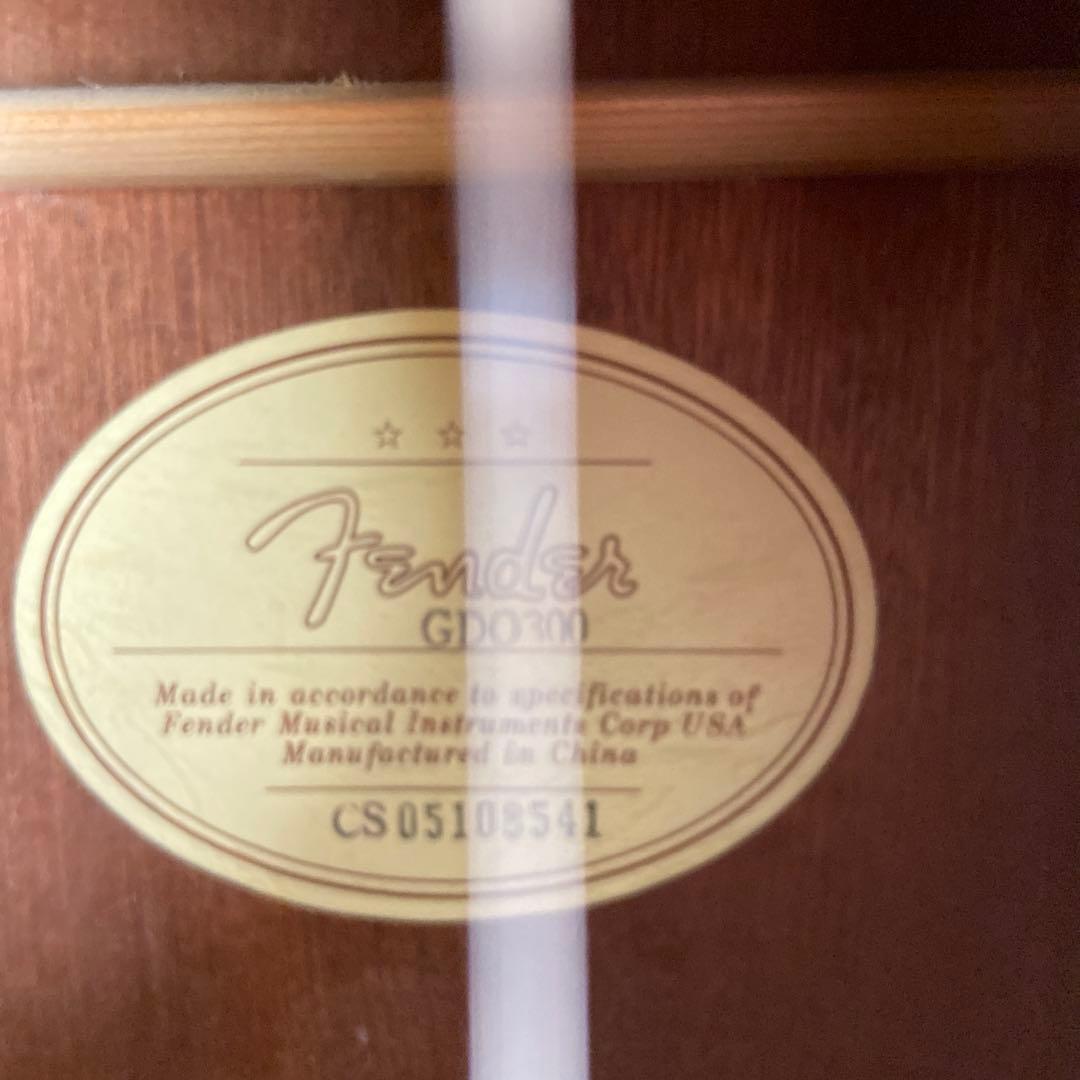 ☆ ☆ ☆
Fender
GDO300
Made in accordance to specifications of
Fender Musical Instruments Corp USA
Manufactured in China
CS05108541